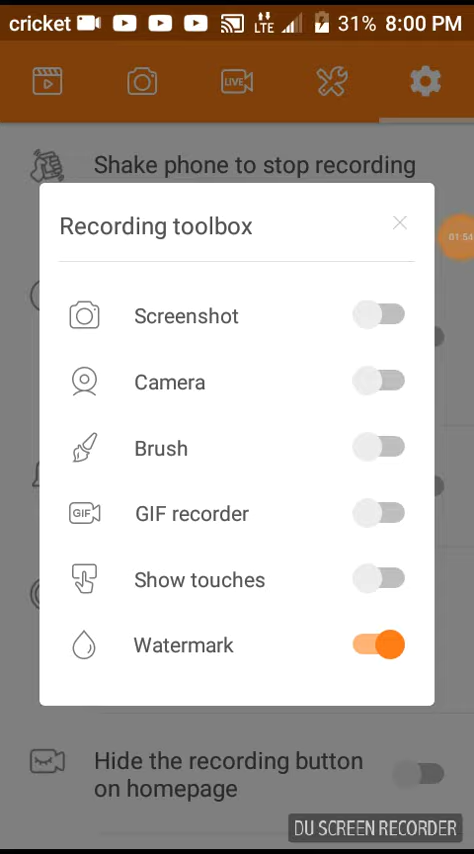 cricket LTE 31% 8:00 PM
LIVE
Shake phone to stop recording
Recording toolbox
01:54
Screenshot
Camera
Brush
GIF GIF recorder
Show touches
Watermark
Hide the recording button
on homepage
DU SCREEN RECORDER